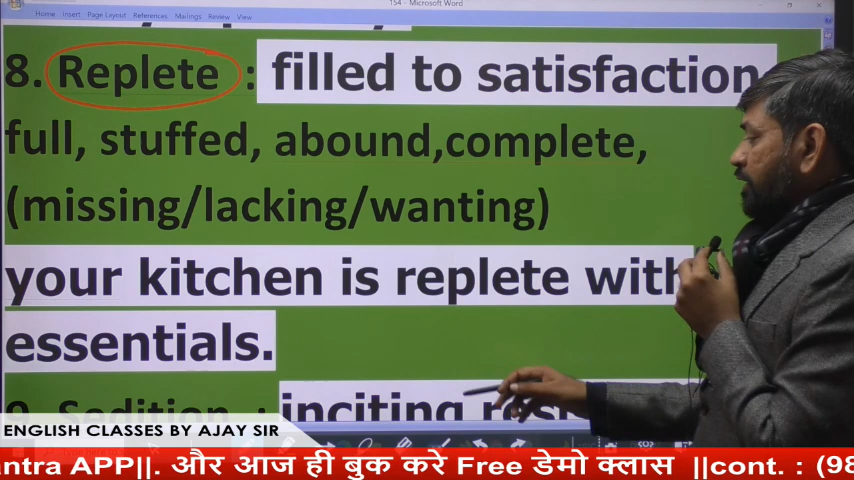 154 - Microsoft Word
Home Insert Page Layout References Mailings Review View
8. Replete : filled to satisfaction
full, stuffed, abound,complete,
(missing/lacking/wanting)
your kitchen is replete with
essentials.
9. Sedition : inciting
ENGLISH CLASSES BY AJAY SIR
antra APP||. और आज ही बुक करे Free डेमो क्लास ||cont. : (98